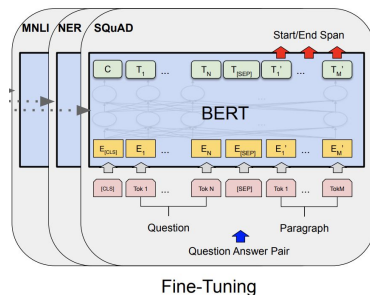 MNLI NER SQuAD
Start/End Span
C T1 ... TN T[SEP] T1' ... TM'
BERT
E[CLS] E1 ... EN E[SEP] E1' ... EM'
[CLS] Tok 1 ... Tok N [SEP] Tok 1 ... TokM
Question Paragraph
Question Answer Pair
Fine-Tuning